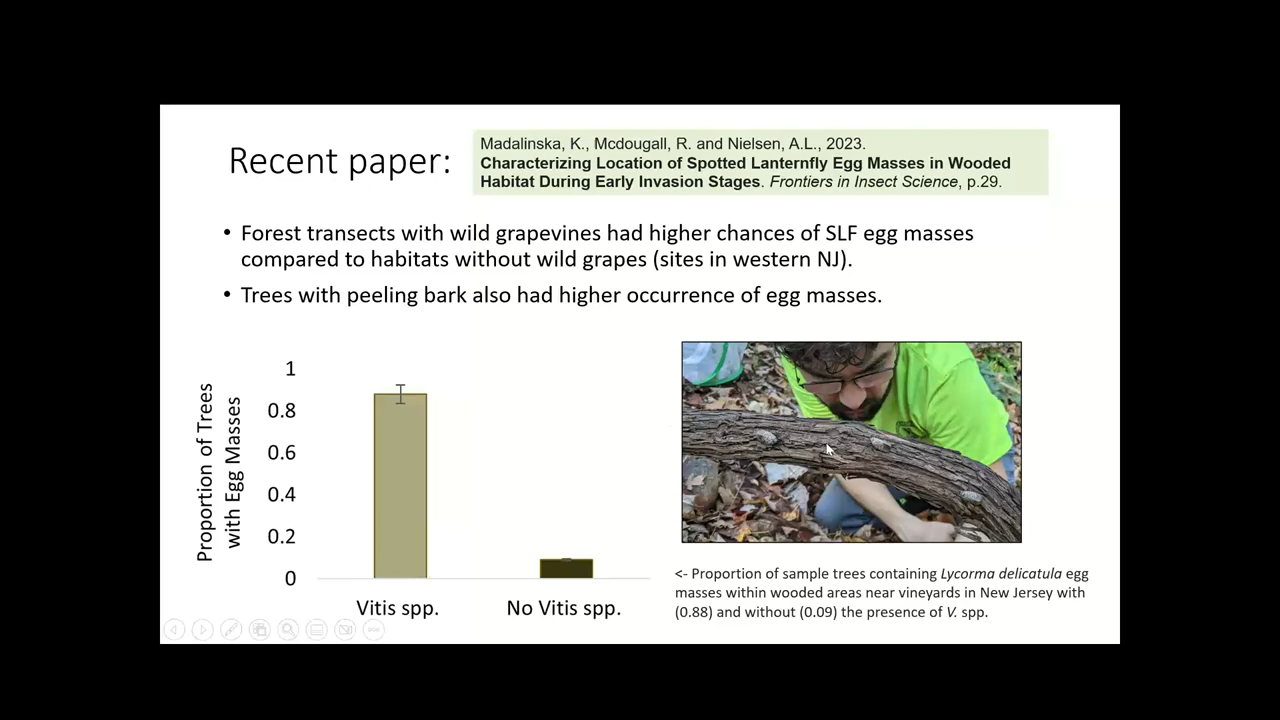 Recent paper:
Madalinska, K., Mcdougall, R. and Nielsen, A.L., 2023.
Characterizing Location of Spotted Lanternfly Egg Masses in Wooded
Habitat During Early Invasion Stages. Frontiers in Insect Science, p.29.
• Forest transects with wild grapevines had higher chances of SLF egg masses
compared to habitats without wild grapes (sites in western NJ).
• Trees with peeling bark also had higher occurrence of egg masses.
Proportion of Trees
with Egg Masses
1
0.8
0.6
0.4
0.2
0
Vitis spp.
No Vitis spp.
<- Proportion of sample trees containing Lycorma delicatula egg
masses within wooded areas near vineyards in New Jersey with
(0.88) and without (0.09) the presence of V. spp.